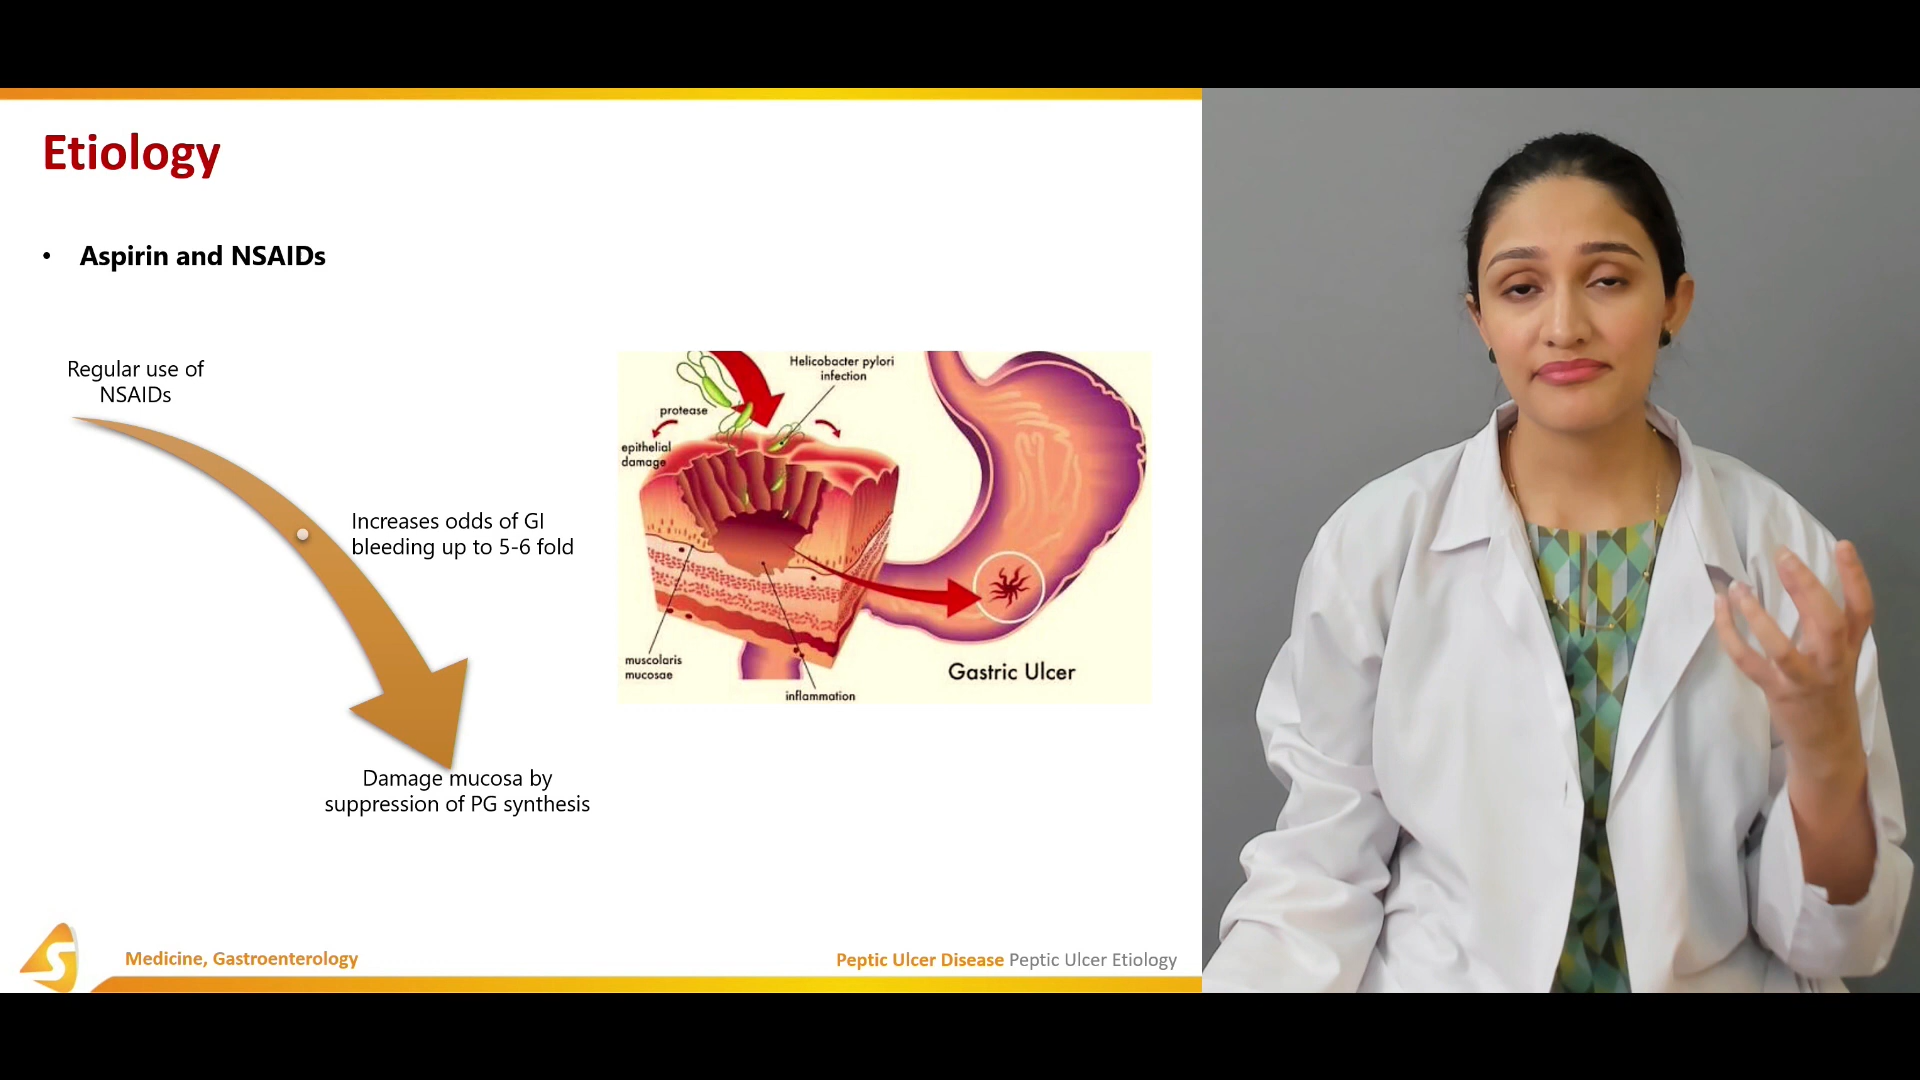 Etiology
• Aspirin and NSAIDs
Regular use of
NSAIDs
Increases odds of GI
bleeding up to 5-6 fold
Damage mucosa by
suppression of PG synthesis
Helicobacter pylori
infection
protease
epithelial
damage
muscolaris
mucosae
inflammation
Gastric Ulcer
S
Medicine, Gastroenterology
Peptic Ulcer Disease Peptic Ulcer Etiology